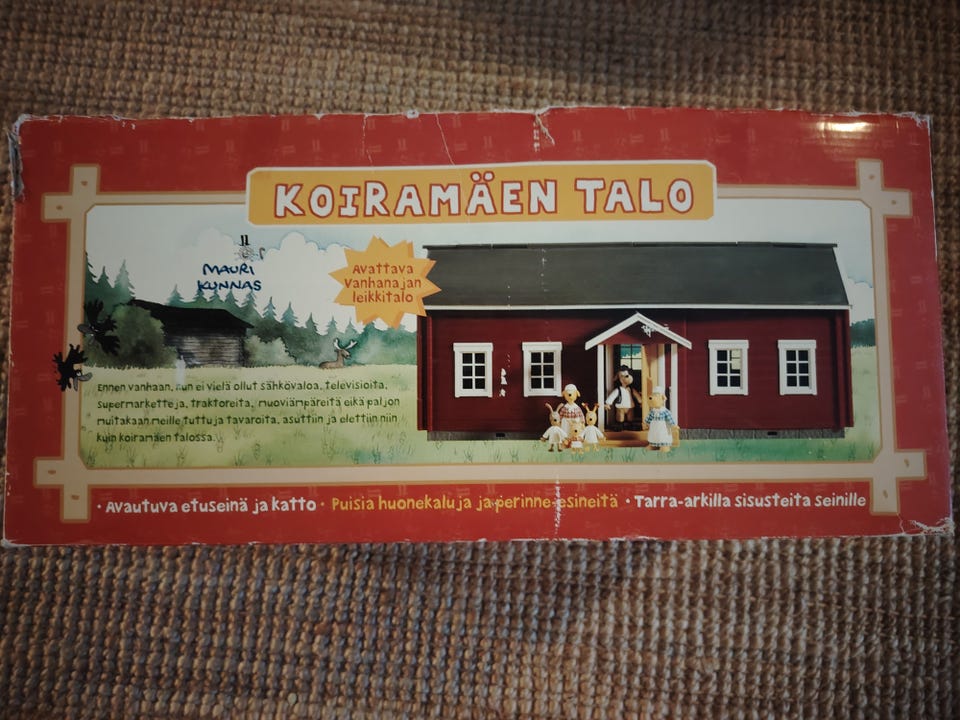 KOIRAMÄEN TALO
MAURI
KUNNAS
Avattava
vanhanajan
leikkitalo
Ennen vanhaan, kun ei vielä ollut sähkövaloa, televisioita,
supermarketteja, traktoreita, muoviämpäreitä eikä paljon
muitakaan meille tuttuja tavaroita, asuttiin ja elettiin niin
kuin koiramäen talossa.
• Avautuva etuseinä ja katto • Puisia huonekaluja ja perinne-esineitä • Tarra-arkilla sisusteita seinille